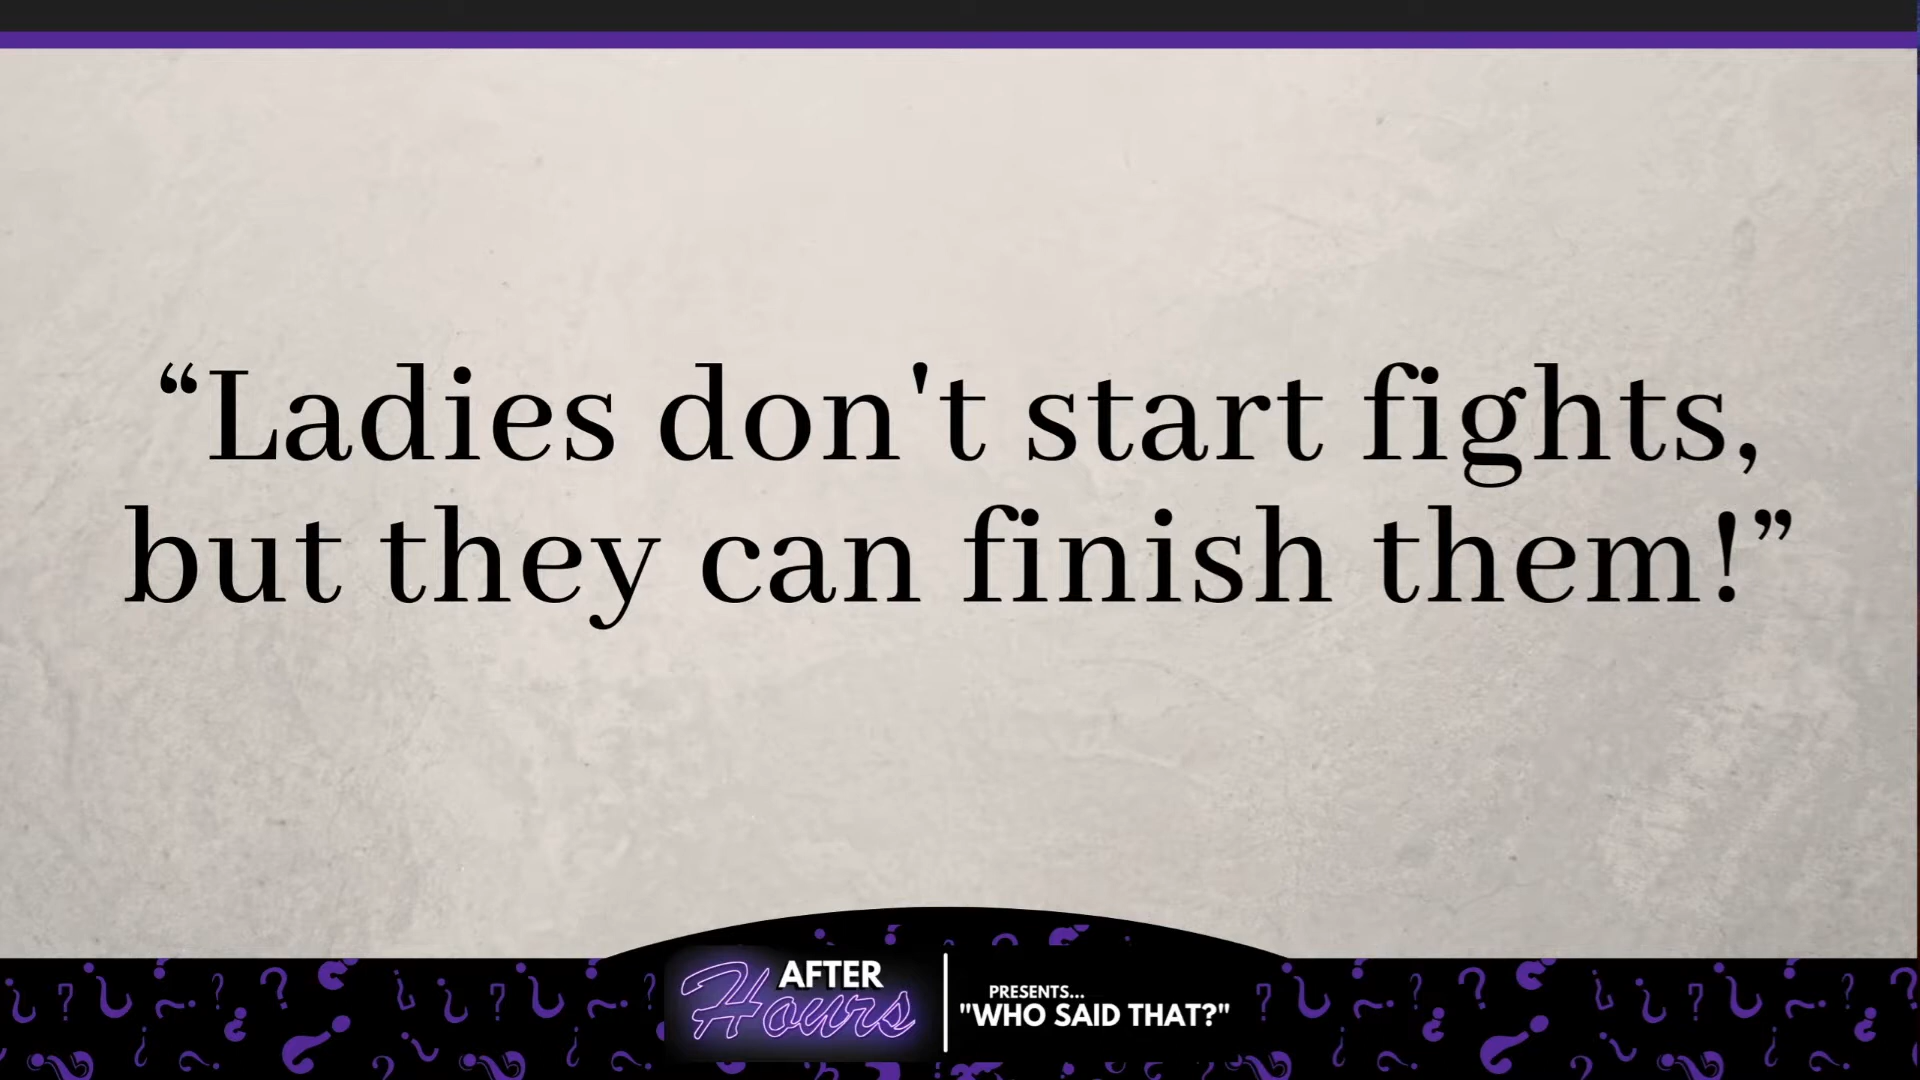 “Ladies don't start fights,
but they can finish them!”
AFTER
Hours
PRESENTS...
"WHO SAID THAT?"